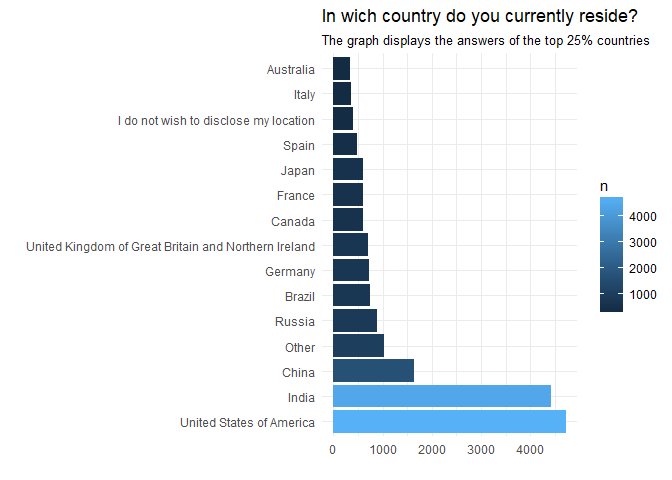 In wich country do you currently reside?
The graph displays the answers of the top 25% countries
Australia
Italy
I do not wish to disclose my location
Spain
Japan
France
Canada
United Kingdom of Great Britain and Northern Ireland
Germany
Brazil
Russia
Other
China
India
United States of America
0 1000 2000 3000 4000
n
4000
3000
2000
1000